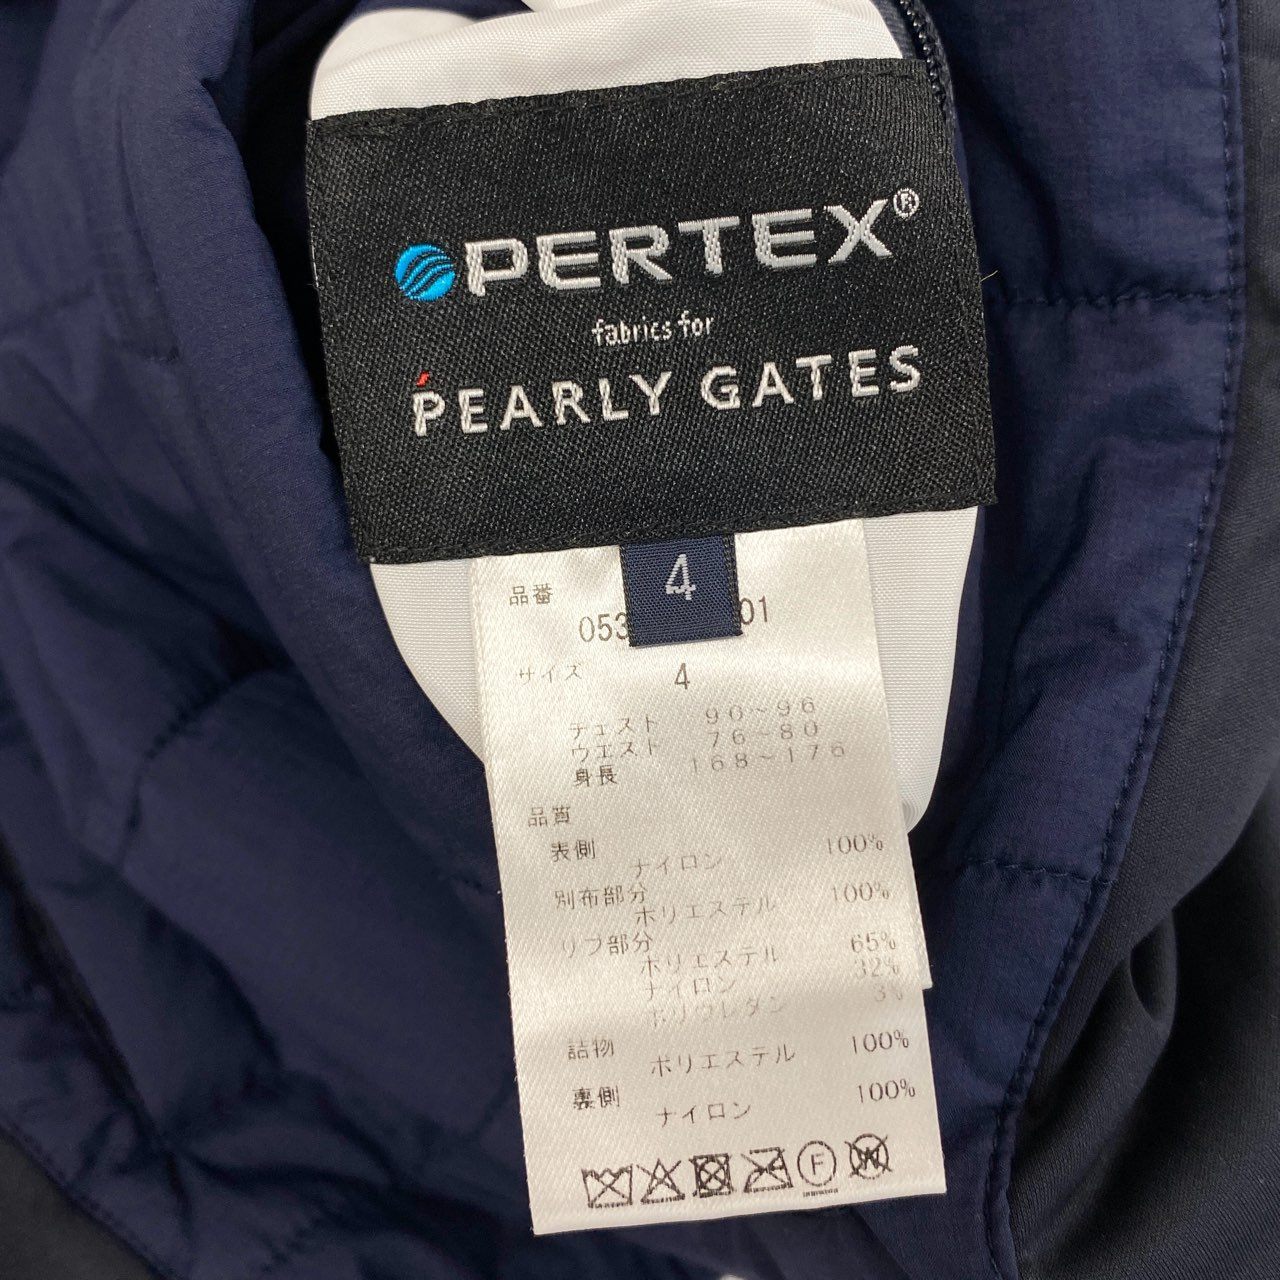 PERTEX®
fabrics for
PEARLY GATES
4
品番
053 01
サイズ 4
チェスト 90～96
ウエスト 76～80
身長 168～176
品質
表側
ナイロン 100%
別布部分
ポリエステル 100%
リブ部分
ポリエステル 65%
ナイロン 32%
ポリウレタン 3%
詰物
ポリエステル 100%
裏側
ナイロン 100%
F
W